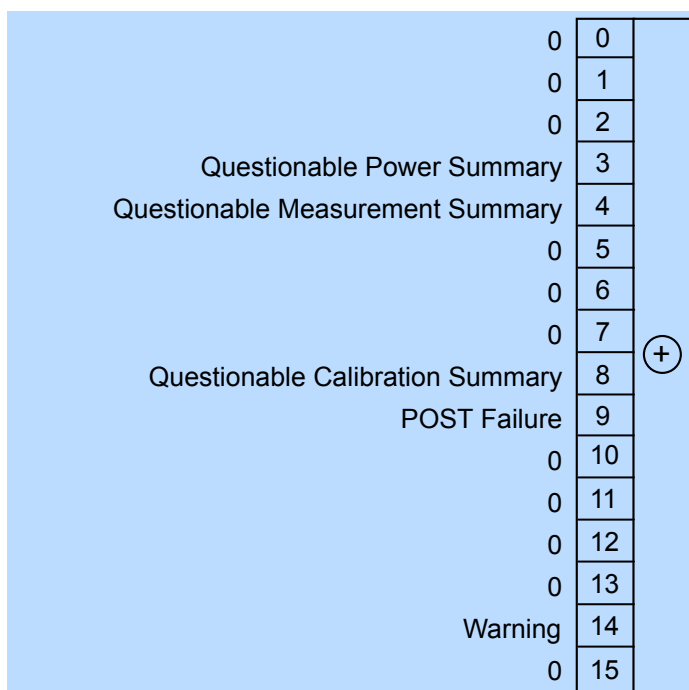 0 0
0 1
0 2
Questionable Power Summary 3
Questionable Measurement Summary 4
0 5
0 6
0 7
+
Questionable Calibration Summary 8
POST Failure 9
0 10
0 11
0 12
0 13
Warning 14
0 15